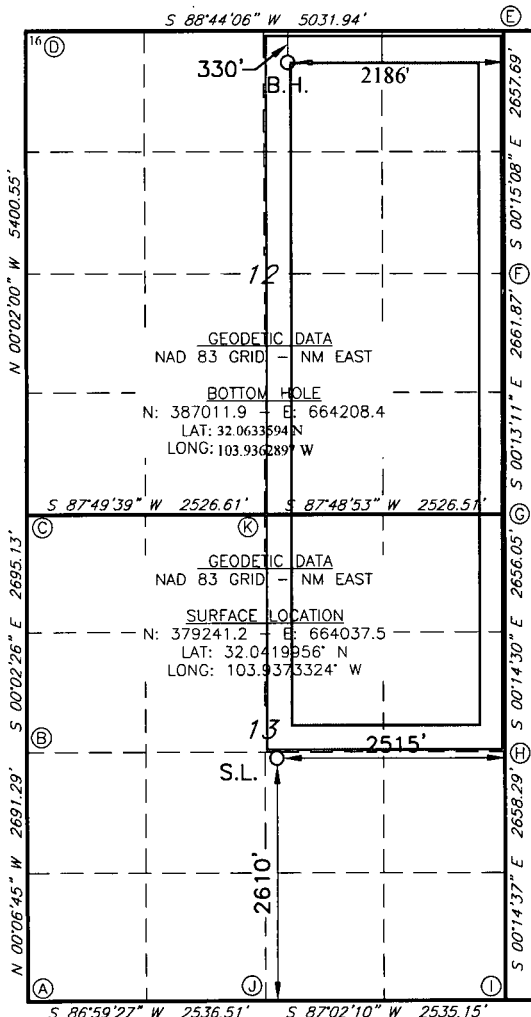 S 88°44'06" W 5031.94'
E
16 D
330'
B.H.
2186'
S 00°15'08" E 2657.69'
N 00°02'00" W 5400.55'
12
F
S 00°13'11" E 2661.87'
GEODETIC DATA
NAD 83 GRID - NM EAST
BOTTOM HOLE
N: 387011.9 - E: 664208.4
LAT: 32.0633594 N
LONG: 103.9362897 W
S 87°49'39" W 2526.61'
S 87°48'53" W 2526.51'
C
K
G
GEODETIC DATA
NAD 83 GRID - NM EAST
SURFACE LOCATION
N: 379241.2 - E: 664037.5
LAT: 32.0419956° N
LONG: 103.9373324° W
S 00°02'26" E 2695.13'
S 00°14'30" E 2656.05'
B
13
2515'
H
S.L.
2610'
N 00°06'45" W 2691.29'
S 00°14'37" E 2658.29'
A
J
I
S 86°59'27" W 2536.51'
S 87°02'10" W 2535.15'